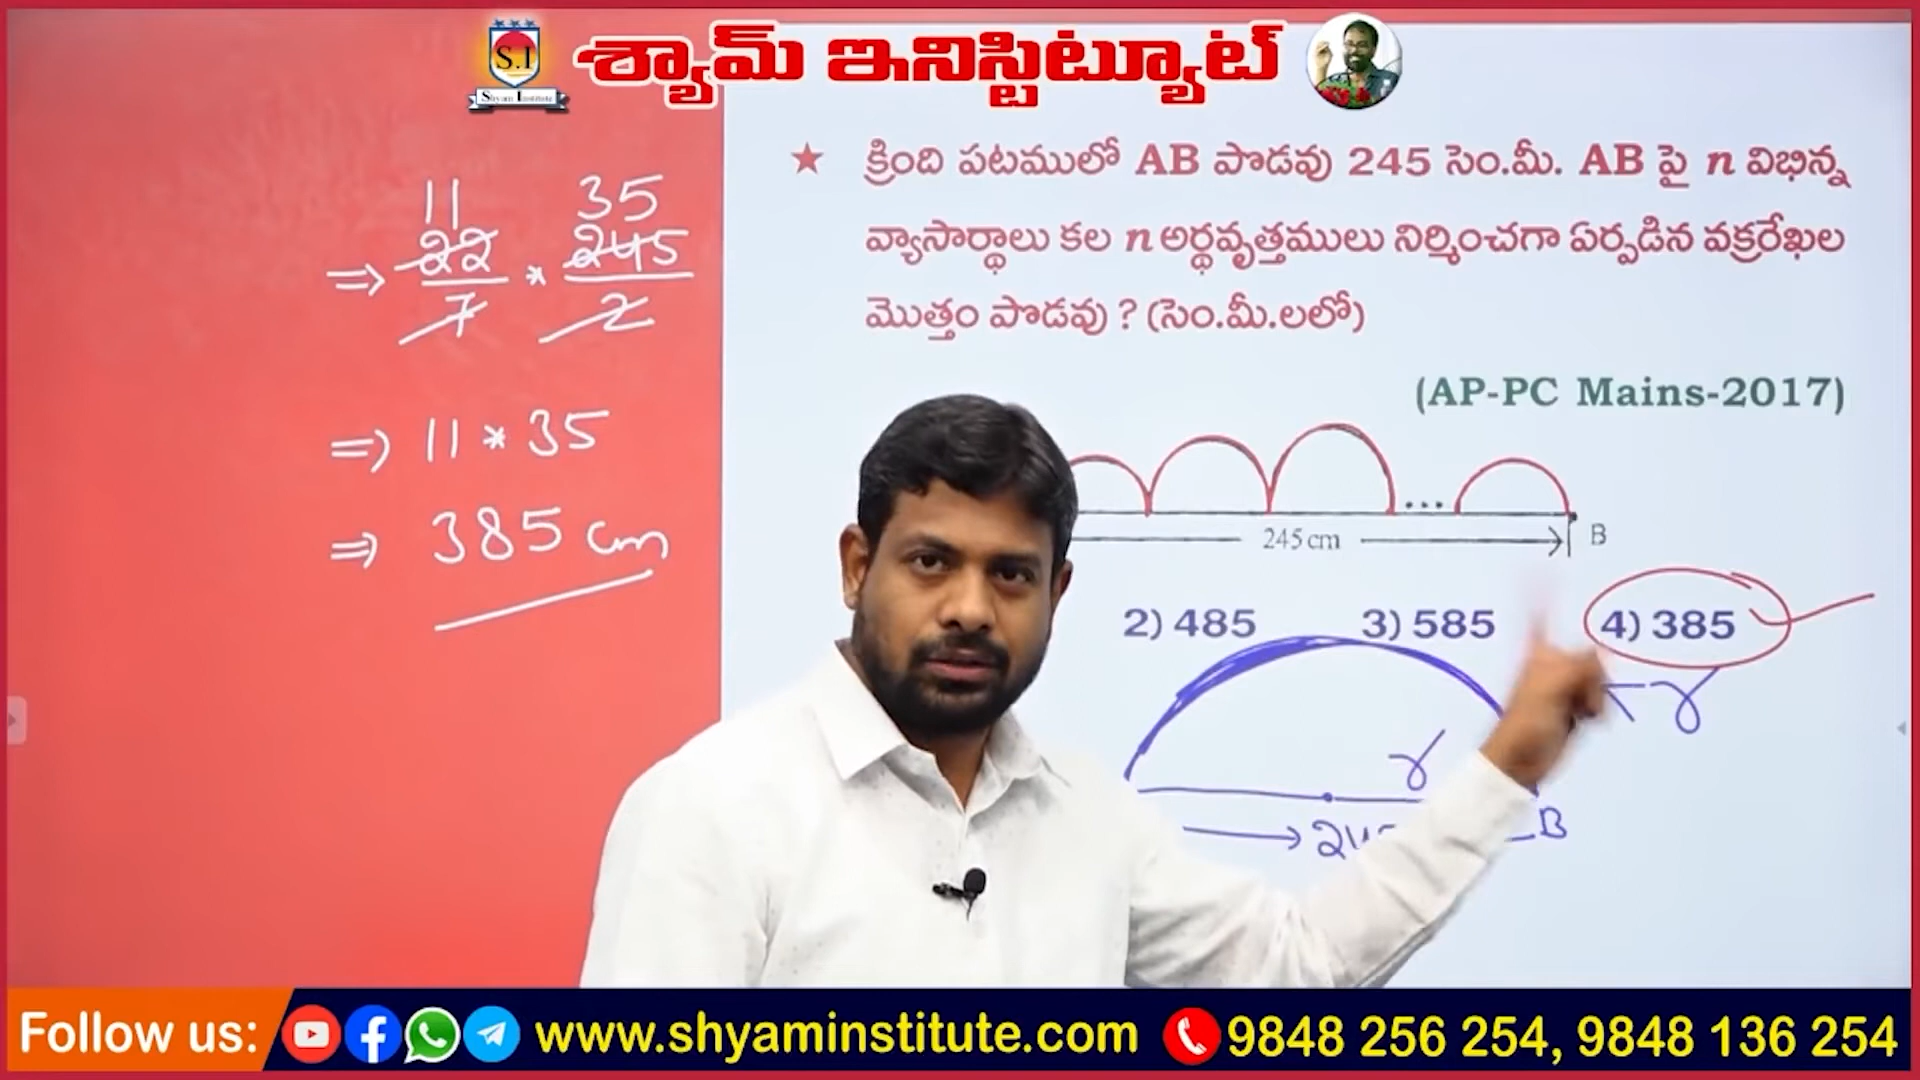 శ్యామ్ ఇనిస్టిట్యూట్
S.I
Shyam Institute
★ క్రింది పటములో AB పొడవు 245 సెం.మీ. AB పై n విభిన్న
వ్యాసార్థాలు కల n అర్థవృత్తములు నిర్మించగా ఏర్పడిన వక్రరేఖల
మొత్తం పొడవు ? (సెం.మీ.లలో)
(AP-PC Mains-2017)
...
245 cm
B
2) 485 3) 585 4) 385
r
r
B
11 35
=> 22/7 * 245/2
=> 11 * 35
=> 385 cm
Follow us: www.shyaminstitute.com 9848 256 254, 9848 136 254